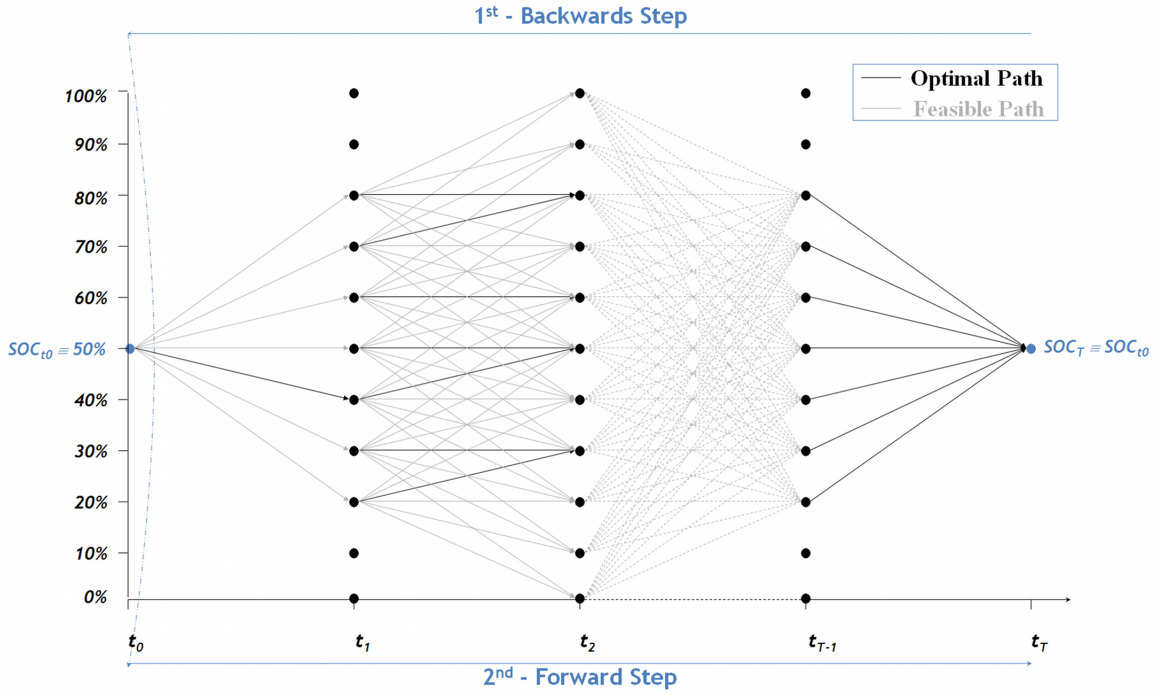 1st - Backwards Step
Optimal Path
Feasible Path
100%
90%
80%
70%
60%
SOCt0 ≡ 50%
SOCT ≡ SOCt0
40%
30%
20%
10%
0%
t0
t1
t2
tT-1
tT
2nd - Forward Step